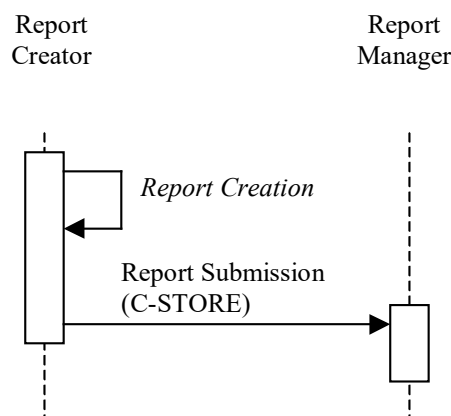 Report
Creator
Report
Manager
Report Creation
Report Submission
(C-STORE)